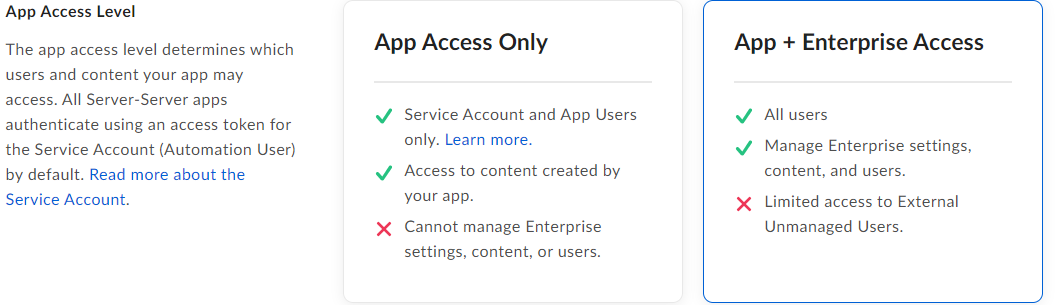 App Access Level
The app access level determines which
users and content your app may
access. All Server-Server apps
authenticate using an access token for
the Service Account (Automation User)
by default. Read more about the
Service Account.
App Access Only
Service Account and App Users
only. Learn more.
Access to content created by
your app.
Cannot manage Enterprise
settings, content, or users.
App + Enterprise Access
All users
Manage Enterprise settings,
content, and users.
Limited access to External
Unmanaged Users.